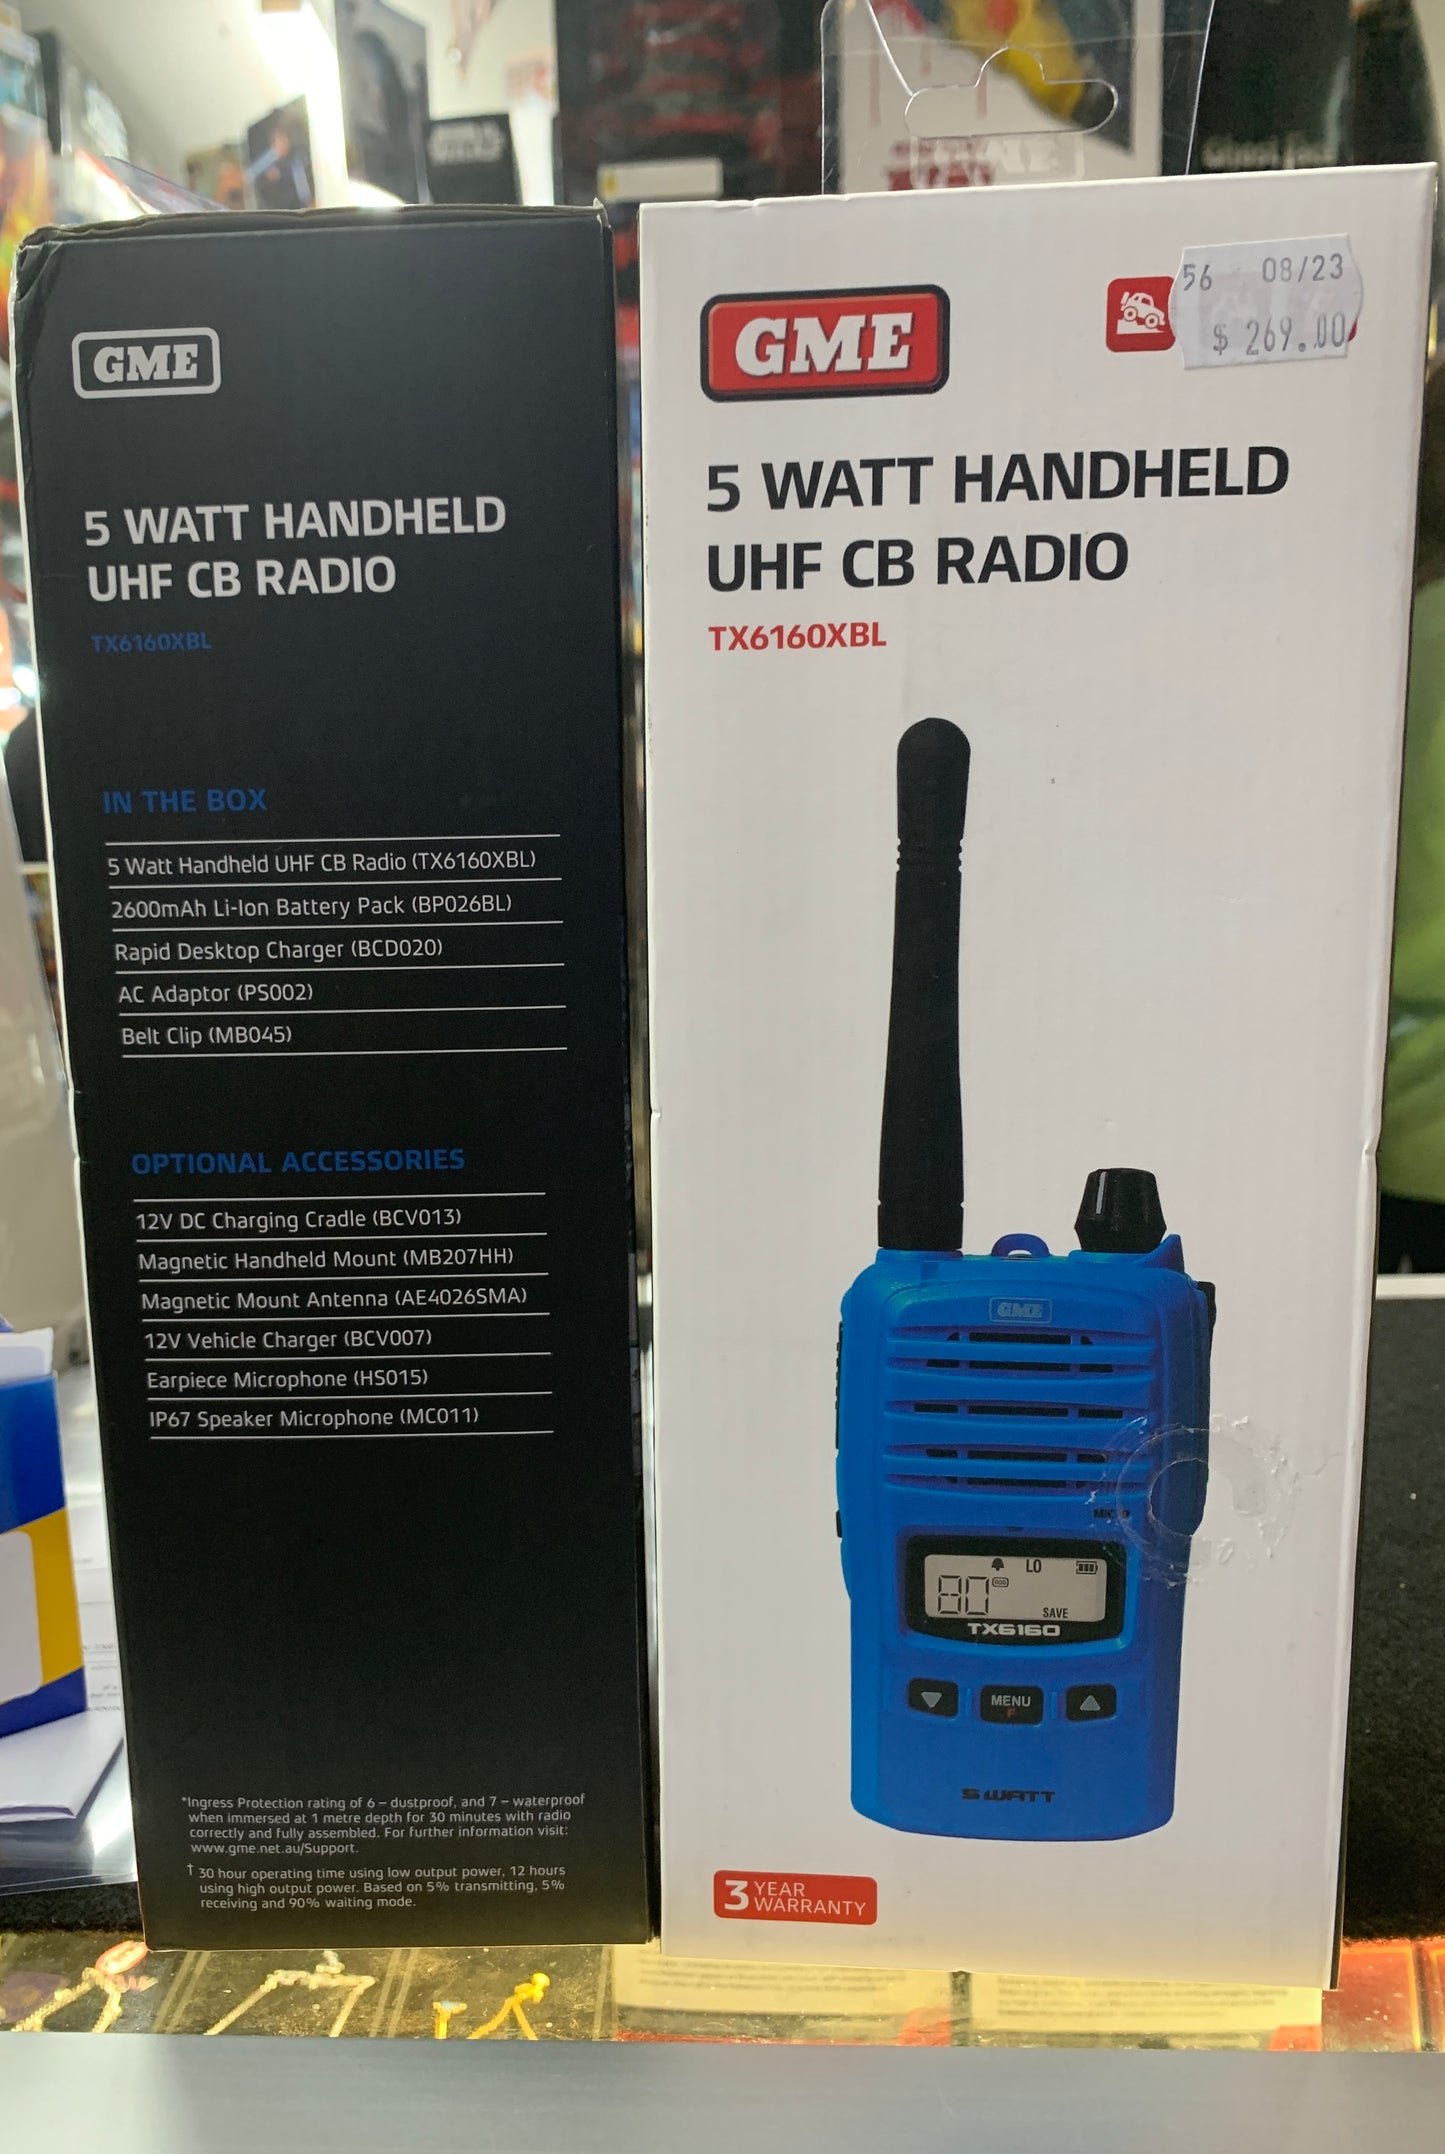 GME
5 WATT HANDHELD
UHF CB RADIO
TX6160XBL
IN THE BOX
5 Watt Handheld UHF CB Radio (TX6160XBL)
2600mAh Li-Ion Battery Pack (BP026BL)
Rapid Desktop Charger (BCD020)
AC Adaptor (PS002)
Belt Clip (MB045)
OPTIONAL ACCESSORIES
12V DC Charging Cradle (BCV013)
Magnetic Handheld Mount (MB207HH)
Magnetic Mount Antenna (AE4026SMA)
12V Vehicle Charger (BCV007)
Earpiece Microphone (HS015)
IP67 Speaker Microphone (MC011)
*Ingress Protection rating of 6 – dustproof, and 7 – waterproof
when immersed at 1 metre depth for 30 minutes with radio
correctly and fully assembled. For further information visit:
www.gme.net.au/Support.
† 30 hour operating time using low output power, 12 hours
using high output power. Based on 5% transmitting, 5%
receiving and 90% waiting mode.
GME
56 08/23
$ 269.00
5 WATT HANDHELD
UHF CB RADIO
TX6160XBL
GME
LO
80
SAVE
TX6160
MENU
F
5 WATT
3 YEAR
WARRANTY